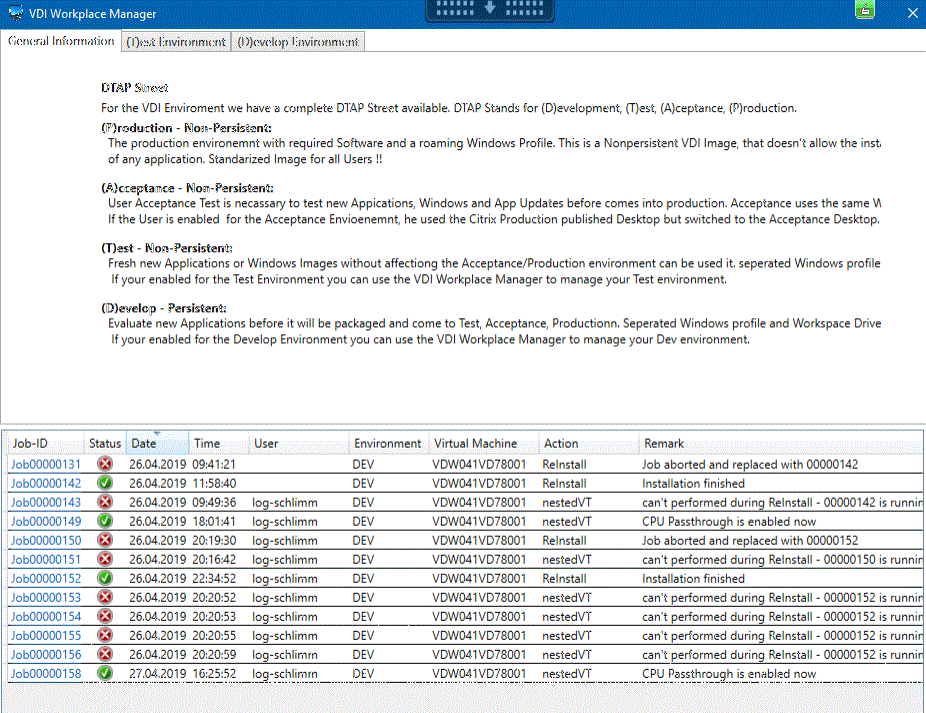 VDI Workplace Manager
General Information (T)est Environment (D)evelop Environment
DTAP Street
For the VDI Enviroment we have a complete DTAP Street available. DTAP Stands for (D)evelopment, (T)est, (A)cceptance, (P)roduction.
(P)roduction - Non-Persistent:
The production environemnt with required Software and a roaming Windows Profile. This is a Nonpersistent VDI Image, that doesn't allow the inst
of any application. Standarized Image for all Users !!
(A)cceptance - Non-Persistent:
User Acceptance Test is necassary to test new Appications, Windows and App Updates before comes into production. Acceptance uses the same W
If the User is enabled for the Acceptance Envioenemnt, he used the Citrix Production published Desktop but switched to the Acceptance Desktop.
(T)est - Non-Persistent:
Fresh new Applications or Windows Images without affectiong the Acceptance/Production environment can be used it. seperated Windows profile
If your enabled for the Test Environment you can use the VDI Workplace Manager to manage your Test environment.
(D)evelop - Persistent:
Evaluate new Applications before it will be packaged and come to Test, Acceptance, Productionn. Seperated Windows profile and Workspace Drive
If your enabled for the Develop Environment you can use the VDI Workplace Manager to manage your Dev environment.
Job-ID Status Date Time User Environment Virtual Machine Action Remark
Job00000131 26.04.2019 09:41:21 DEV VDW041VD78001 ReInstall Job aborted and replaced with 00000142
Job00000142 26.04.2019 11:58:40 DEV VDW041VD78001 ReInstall Installation finished
Job00000143 26.04.2019 09:49:36 log-schlimm DEV VDW041VD78001 nestedVT can't performed during ReInstall - 00000142 is runnin
Job00000149 26.04.2019 18:01:41 log-schlimm DEV VDW041VD78001 nestedVT CPU Passthrough is enabled now
Job00000150 26.04.2019 20:19:30 log-schlimm DEV VDW041VD78001 ReInstall Job aborted and replaced with 00000152
Job00000151 26.04.2019 20:16:42 log-schlimm DEV VDW041VD78001 nestedVT can't performed during ReInstall - 00000150 is runnin
Job00000152 26.04.2019 22:34:52 log-schlimm DEV VDW041VD78001 ReInstall Installation finished
Job00000153 26.04.2019 20:20:52 log-schlimm DEV VDW041VD78001 nestedVT can't performed during ReInstall - 00000152 is runnin
Job00000154 26.04.2019 20:20:53 log-schlimm DEV VDW041VD78001 nestedVT can't performed during ReInstall - 00000152 is runnin
Job00000155 26.04.2019 20:20:55 log-schlimm DEV VDW041VD78001 nestedVT can't performed during ReInstall - 00000152 is runnin
Job00000156 26.04.2019 20:20:59 log-schlimm DEV VDW041VD78001 nestedVT can't performed during ReInstall - 00000152 is runnin
Job00000158 27.04.2019 16:25:52 log-schlimm DEV VDW041VD78001 nestedVT CPU Passthrough is enabled now